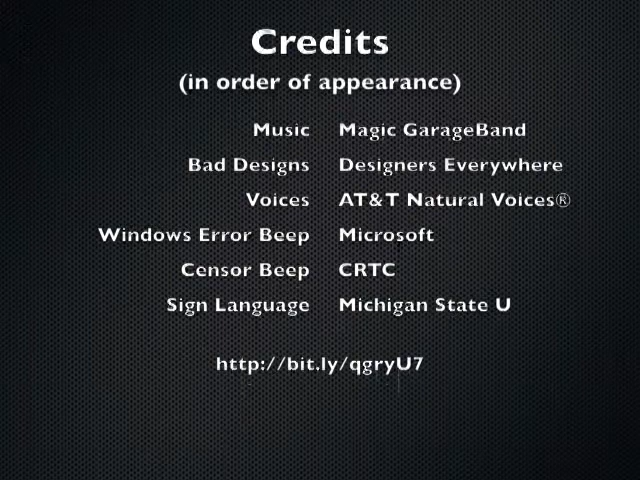 Credits
(in order of appearance)
Music Magic GarageBand
Bad Designs Designers Everywhere
Voices AT&T Natural Voices®
Windows Error Beep Microsoft
Censor Beep CRTC
Sign Language Michigan State U
http://bit.ly/qgryU7